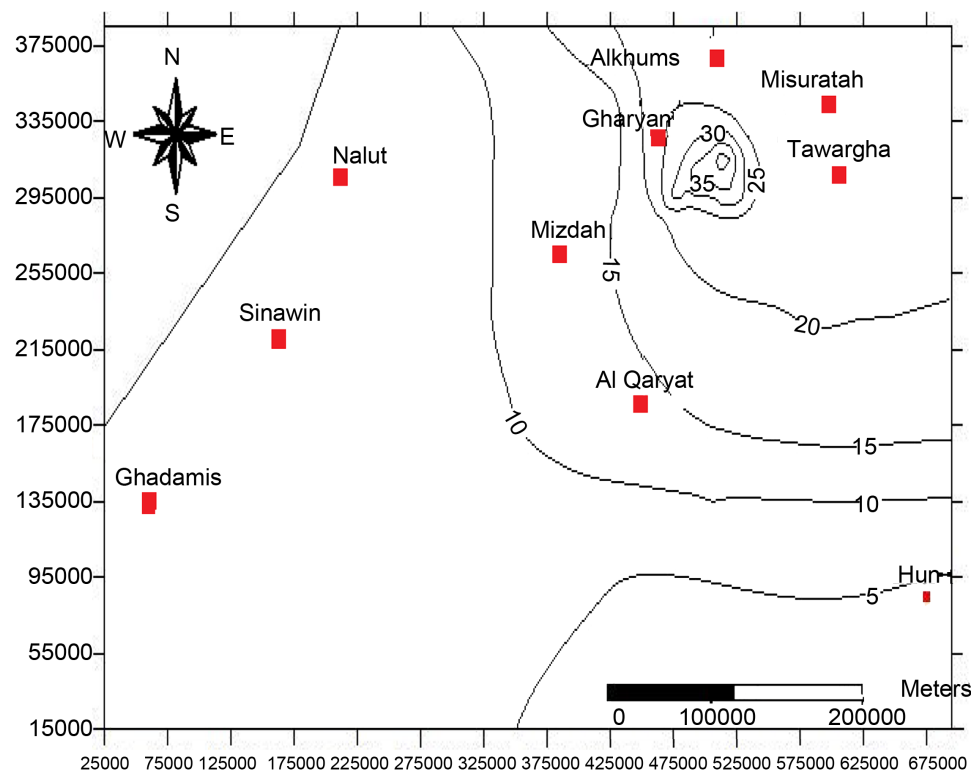 375000
335000
295000
255000
215000
175000
135000
95000
55000
15000
N
W E
S
Alkhums
Misuratah
Gharyan
30
Tawargha
Nalut
35
25
Mizdah
15
Sinawin
20
Al Qaryat
10
15
Ghadamis
10
Hun
5
Meters
0 100000 200000
25000 75000 125000 175000 225000 275000 325000 375000 425000 475000 525000 575000 625000 675000